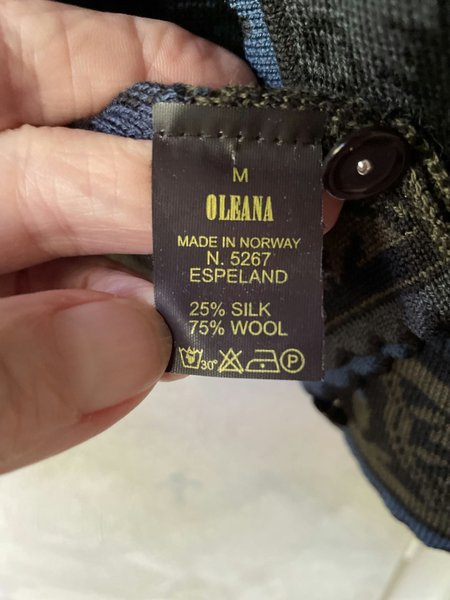 M
OLEANA
MADE IN NORWAY
N. 5267
ESPELAND
25% SILK
75% WOOL
30° P